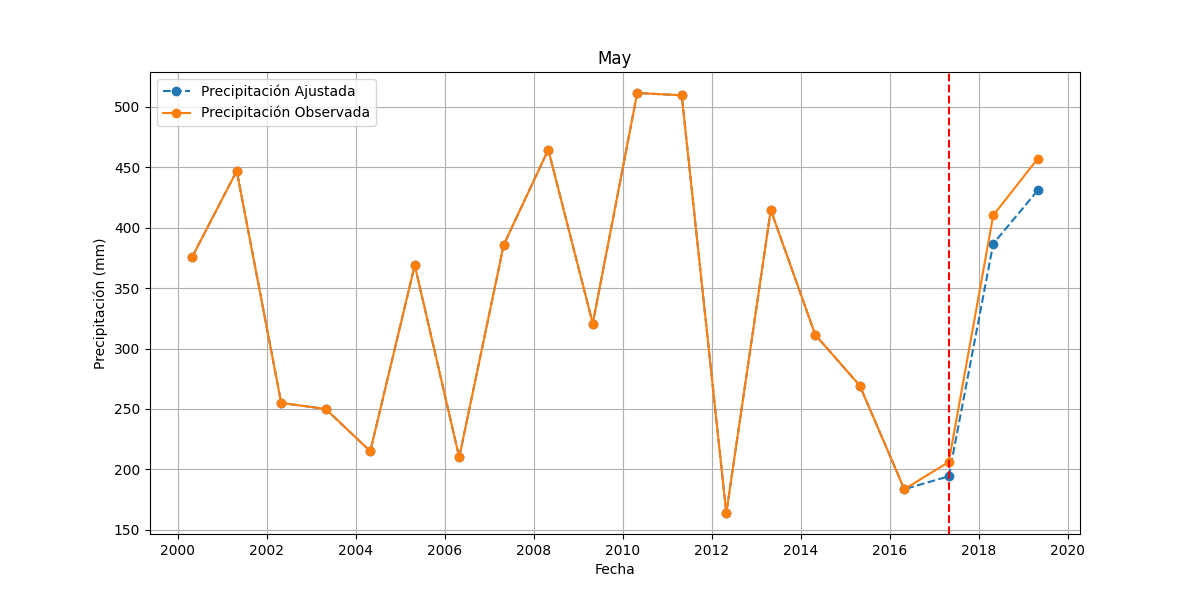 May
Precipitación Ajustada
Precipitación Observada
500
450
400
350
300
250
200
150
Precipitación (mm)
2000 2002 2004 2006 2008 2010 2012 2014 2016 2018 2020
Fecha